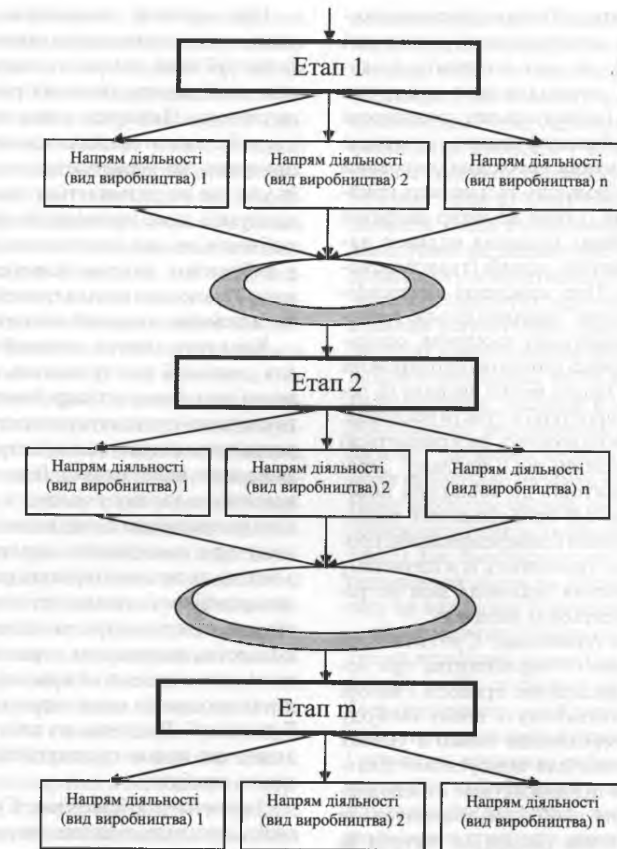 Етап 1
Напрям діяльності
(вид виробництва) 1
Напрям діяльності
(вид виробництва) 2
Напрям діяльності
(вид виробництва) n
Етап 2
Напрям діяльності
(вид виробництва) 1
Напрям діяльності
(вид виробництва) 2
Напрям діяльності
(вид виробництва) n
Етап m
Напрям діяльності
(вид виробництва) 1
Напрям діяльності
(вид виробництва) 2
Напрям діяльності
(вид виробництва) n